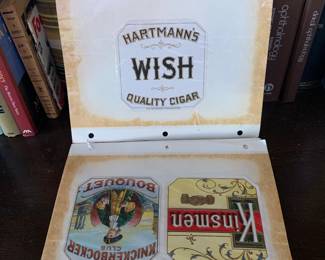 HARTMANN'S
WISH
QUALITY CIGAR
KNICKERBOCKER
CLUB
BOUQUET
Kinsmen